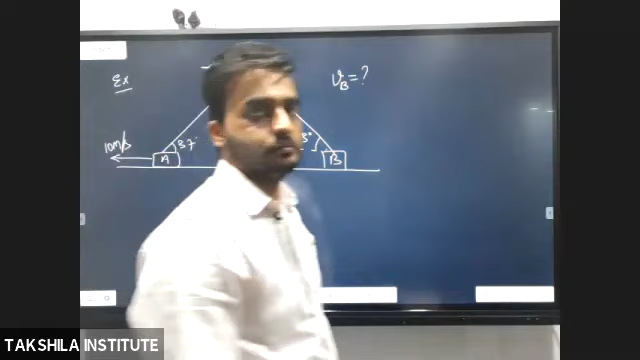 Ex
v_B = ?
10m/s
37°
A
B
TAKSHILA INSTITUTE